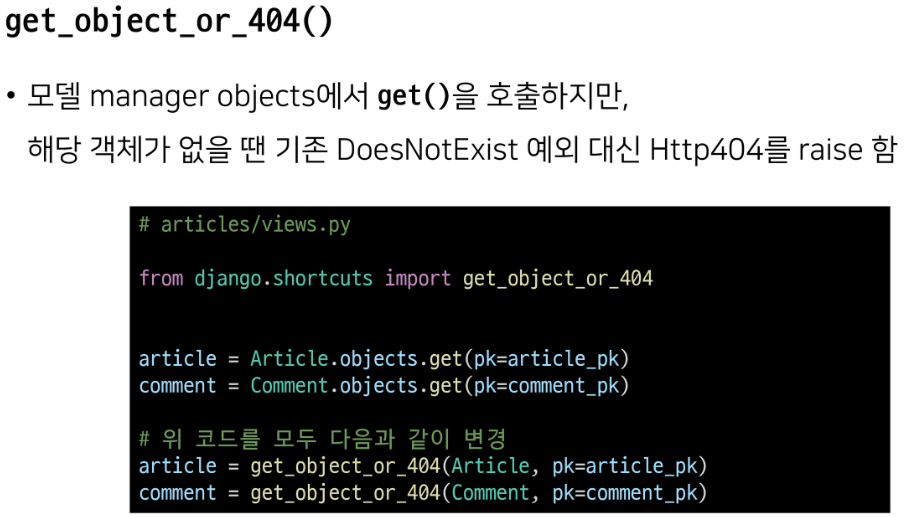 get_object_or_404()
• 모델 manager objects에서 get()을 호출하지만,
해당 객체가 없을 땐 기존 DoesNotExist 예외 대신 Http404를 raise 함
# articles/views.py
from django.shortcuts import get_object_or_404
article = Article.objects.get(pk=article_pk)
comment = Comment.objects.get(pk=comment_pk)
# 위 코드를 모두 다음과 같이 변경
article = get_object_or_404(Article, pk=article_pk)
comment = get_object_or_404(Comment, pk=comment_pk)